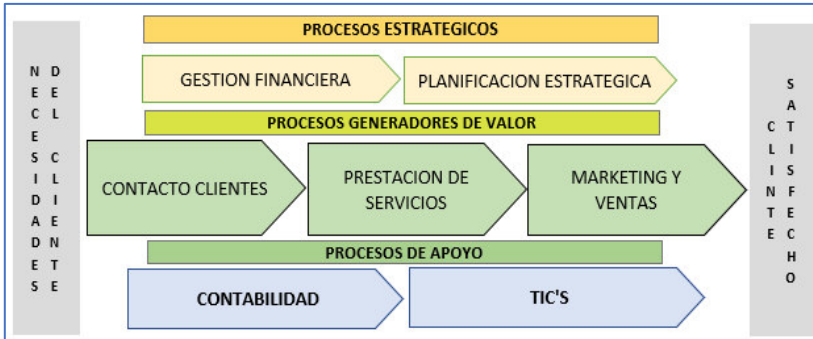 NECESIDADES
DEL CLIENTE
PROCESOS ESTRATEGICOS
GESTION FINANCIERA
PLANIFICACION ESTRATEGICA
PROCESOS GENERADORES DE VALOR
CONTACTO CLIENTES
PRESTACION DE
SERVICIOS
MARKETING Y
VENTAS
PROCESOS DE APOYO
CONTABILIDAD
TIC'S
CLINTE
SATISFECHO